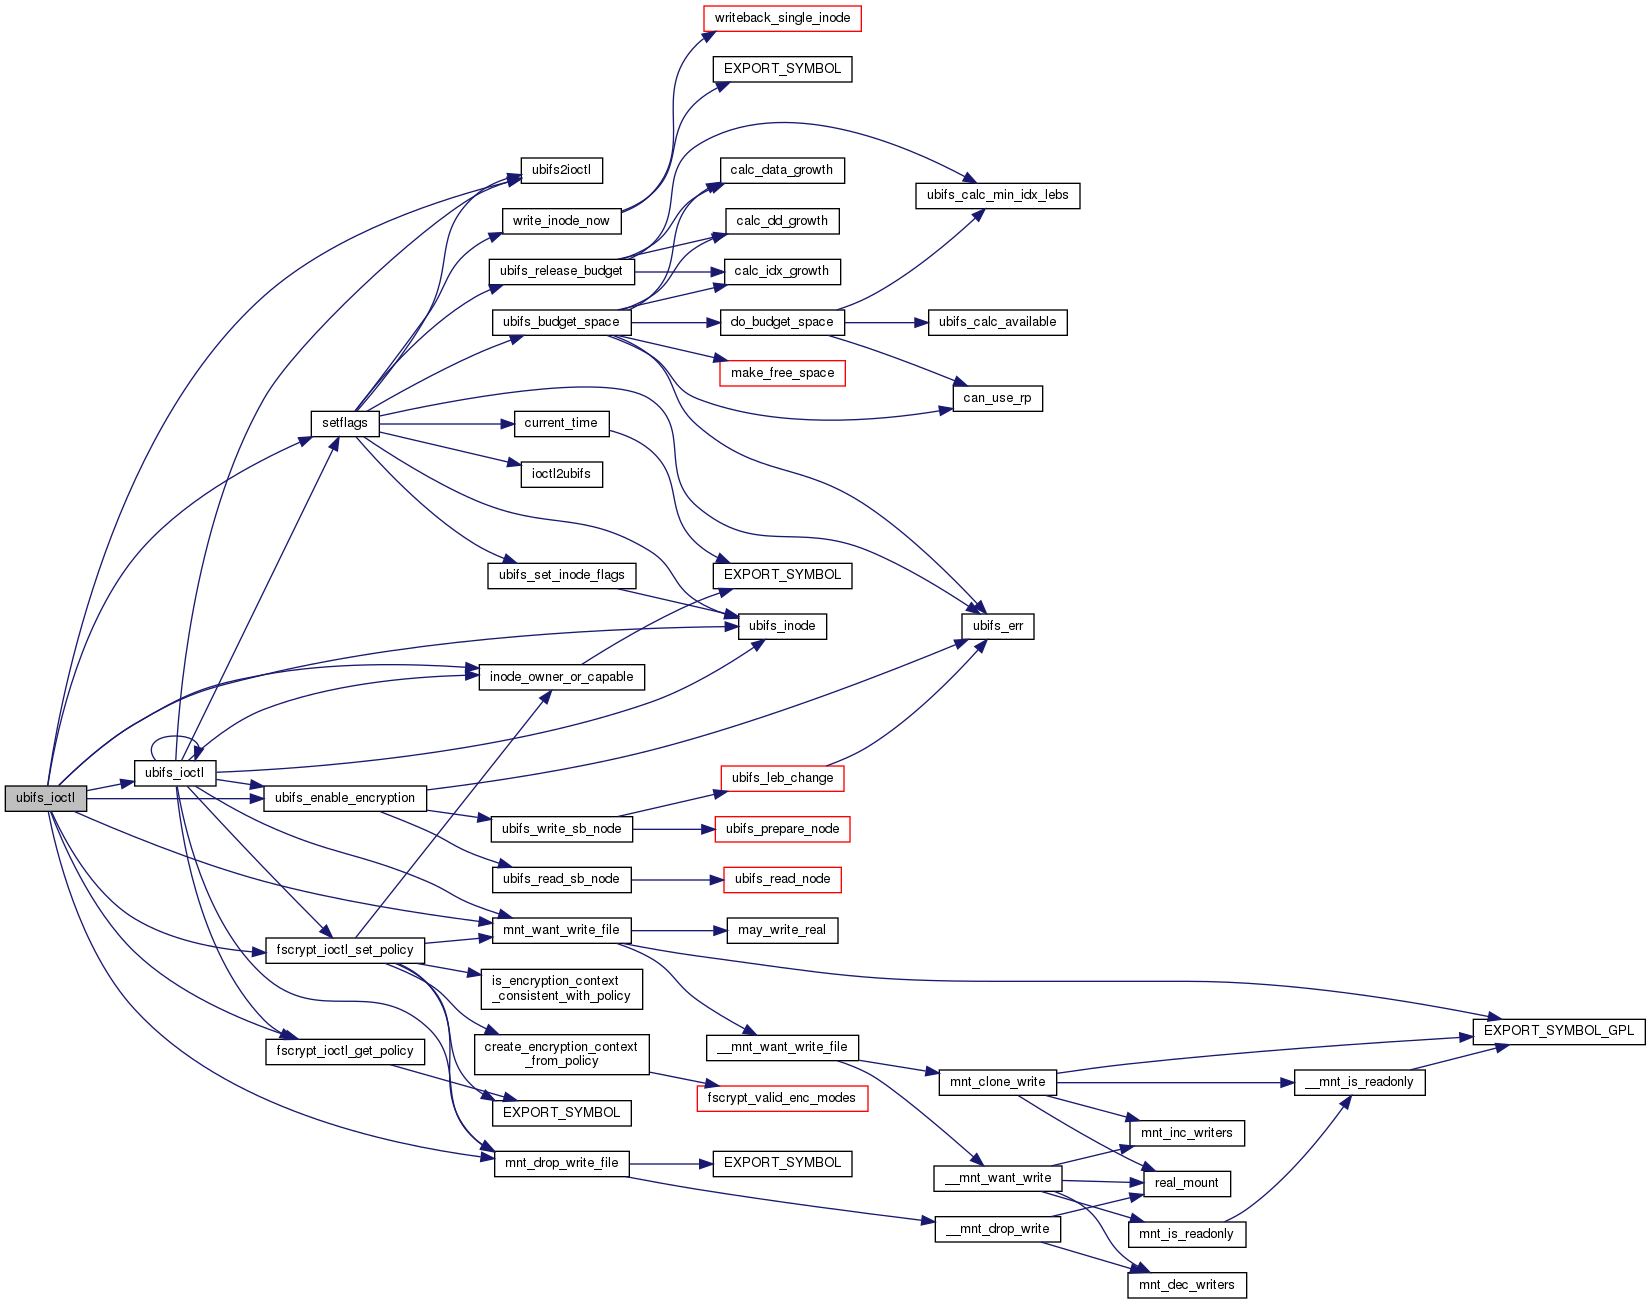 writeback_single_inode
EXPORT_SYMBOL
ubifs2ioctl
calc_data_growth
ubifs_calc_min_idx_lebs
write_inode_now
calc_dd_growth
ubifs_release_budget
calc_idx_growth
ubifs_budget_space
do_budget_space
ubifs_calc_available
make_free_space
can_use_rp
setflags
current_time
ioctl2ubifs
ubifs_set_inode_flags
EXPORT_SYMBOL
ubifs_inode
ubifs_err
inode_owner_or_capable
ubifs_ioctl
ubifs_leb_change
ubifs_ioctl
ubifs_enable_encryption
ubifs_write_sb_node
ubifs_prepare_node
ubifs_read_sb_node
ubifs_read_node
mnt_want_write_file
may_write_real
fscrypt_ioctl_set_policy
is_encryption_context
_consistent_with_policy
EXPORT_SYMBOL_GPL
fscrypt_ioctl_get_policy
create_encryption_context
_from_policy
__mnt_want_write_file
mnt_clone_write
__mnt_is_readonly
fscrypt_valid_enc_modes
EXPORT_SYMBOL
mnt_inc_writers
mnt_drop_write_file
EXPORT_SYMBOL
__mnt_want_write
real_mount
__mnt_drop_write
mnt_is_readonly
mnt_dec_writers